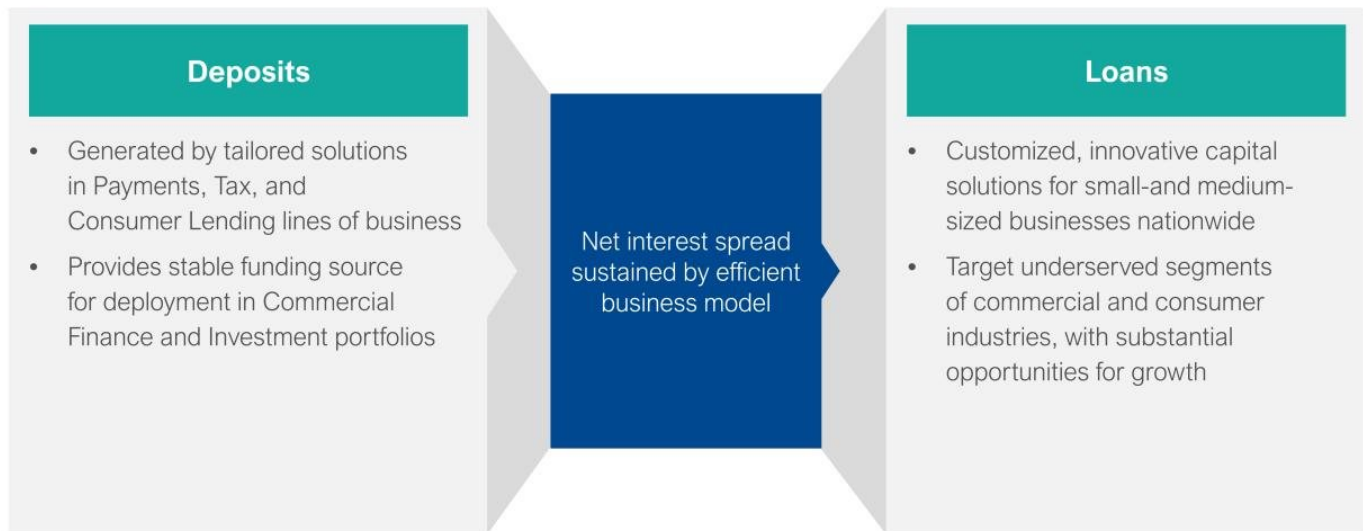 Deposits
• Generated by tailored solutions
in Payments, Tax, and
Consumer Lending lines of business
• Provides stable funding source
for deployment in Commercial
Finance and Investment portfolios
Net interest spread
sustained by efficient
business model
Loans
• Customized, innovative capital
solutions for small-and medium-
sized businesses nationwide
• Target underserved segments
of commercial and consumer
industries, with substantial
opportunities for growth